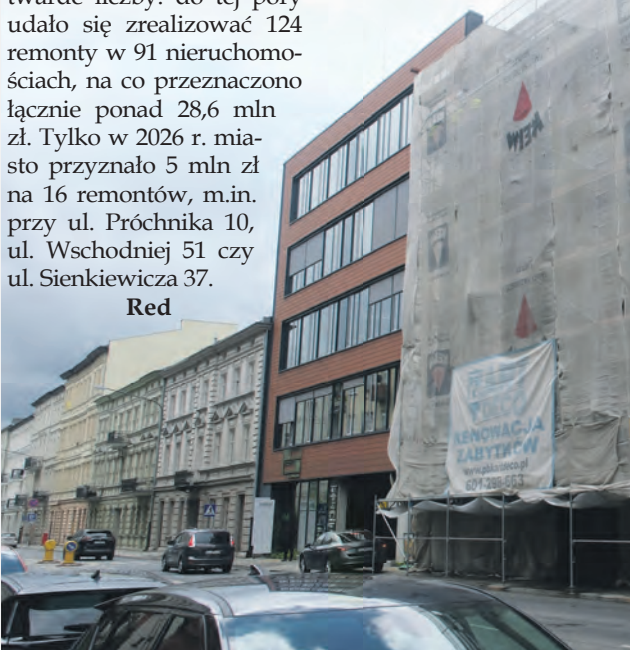 twarde liczby: do tej pory
udało się zrealizować 124
remonty w 91 nieruchomo-
ściach, na co przeznaczono
łącznie ponad 28,6 mln
zł. Tylko w 2026 r. mia-
sto przyznało 5 mln zł
na 16 remontów, m.in.
przy ul. Próchnika 10,
ul. Wschodniej 51 czy
ul. Sienkiewicza 37.
Red
KEIM
RENOWACJA
ZABYTKÓW